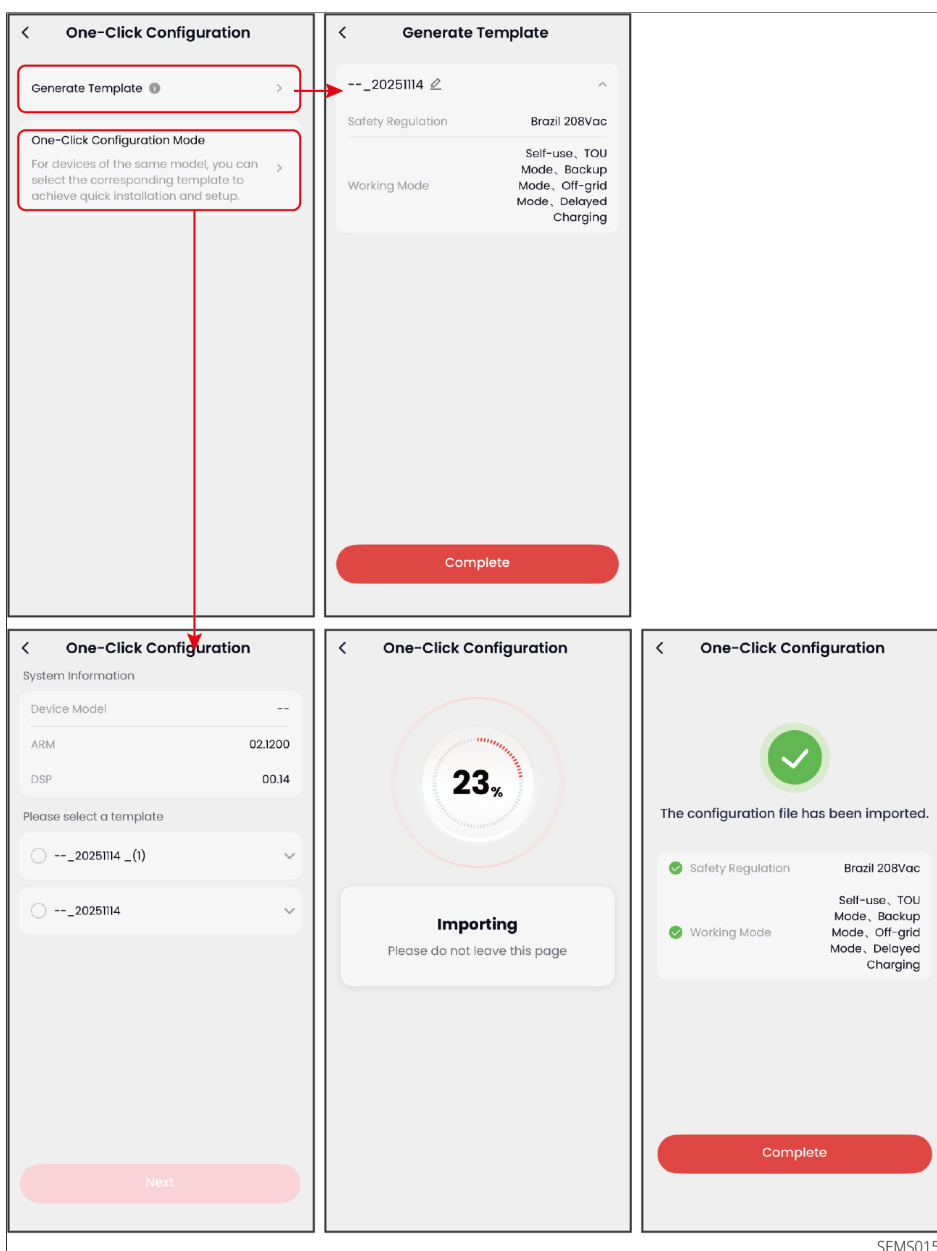 One-Click Configuration
Generate Template
One-Click Configuration Mode
For devices of the same model, you can
select the corresponding template to
achieve quick installation and setup.
Generate Template
--_20251114
Safety Regulation
Brazil 208Vac
Working Mode
Self-use、TOU
Mode、Backup
Mode、Off-grid
Mode、Delayed
Charging
Complete
One-Click Configuration
System Information
Device Model
--
ARM
02.1200
DSP
00.14
Please select a template
--_20251114 _(1)
--_20251114
Next
One-Click Configuration
23%
Importing
Please do not leave this page
One-Click Configuration
The configuration file has been imported.
Safety Regulation
Brazil 208Vac
Working Mode
Self-use、TOU
Mode、Backup
Mode、Off-grid
Mode、Delayed
Charging
Complete